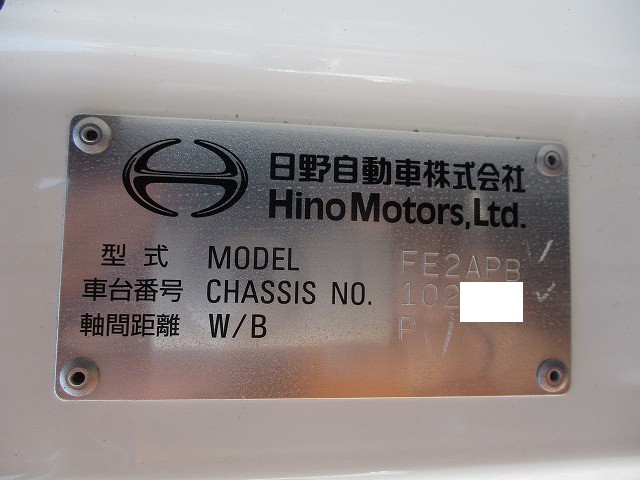 日野自動車株式会社
Hino Motors,Ltd.
型式 MODEL FE2APB
車台番号 CHASSIS NO. 102
軸間距離 W/B P